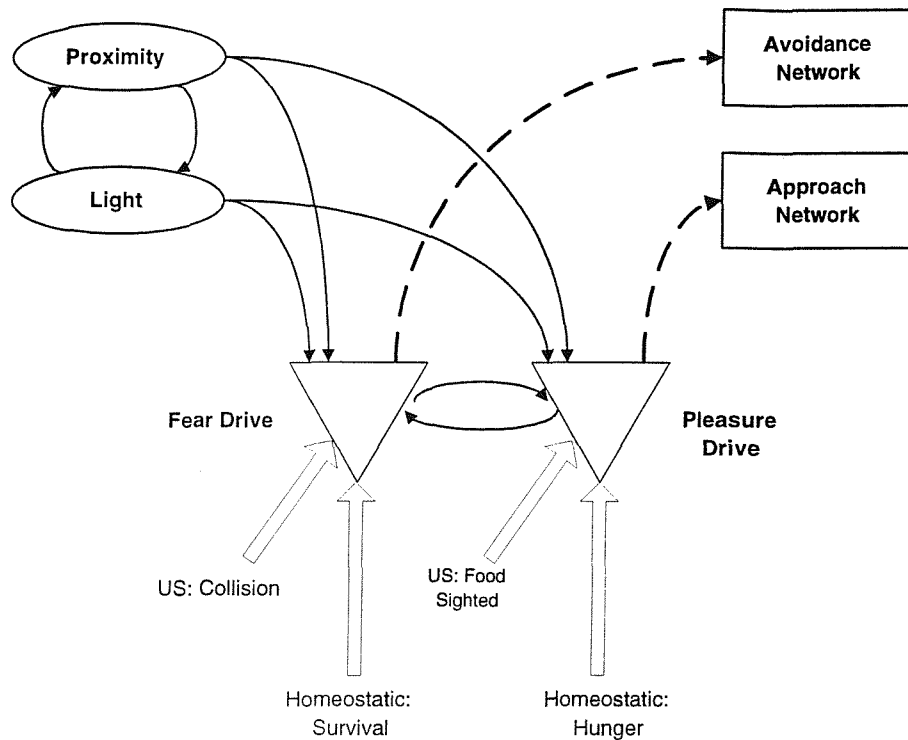 Proximity
Avoidance
Network
Light
Approach
Network
Fear Drive
Pleasure
Drive
US: Collision
US: Food
Sighted
Homeostatic:
Survival
Homeostatic:
Hunger